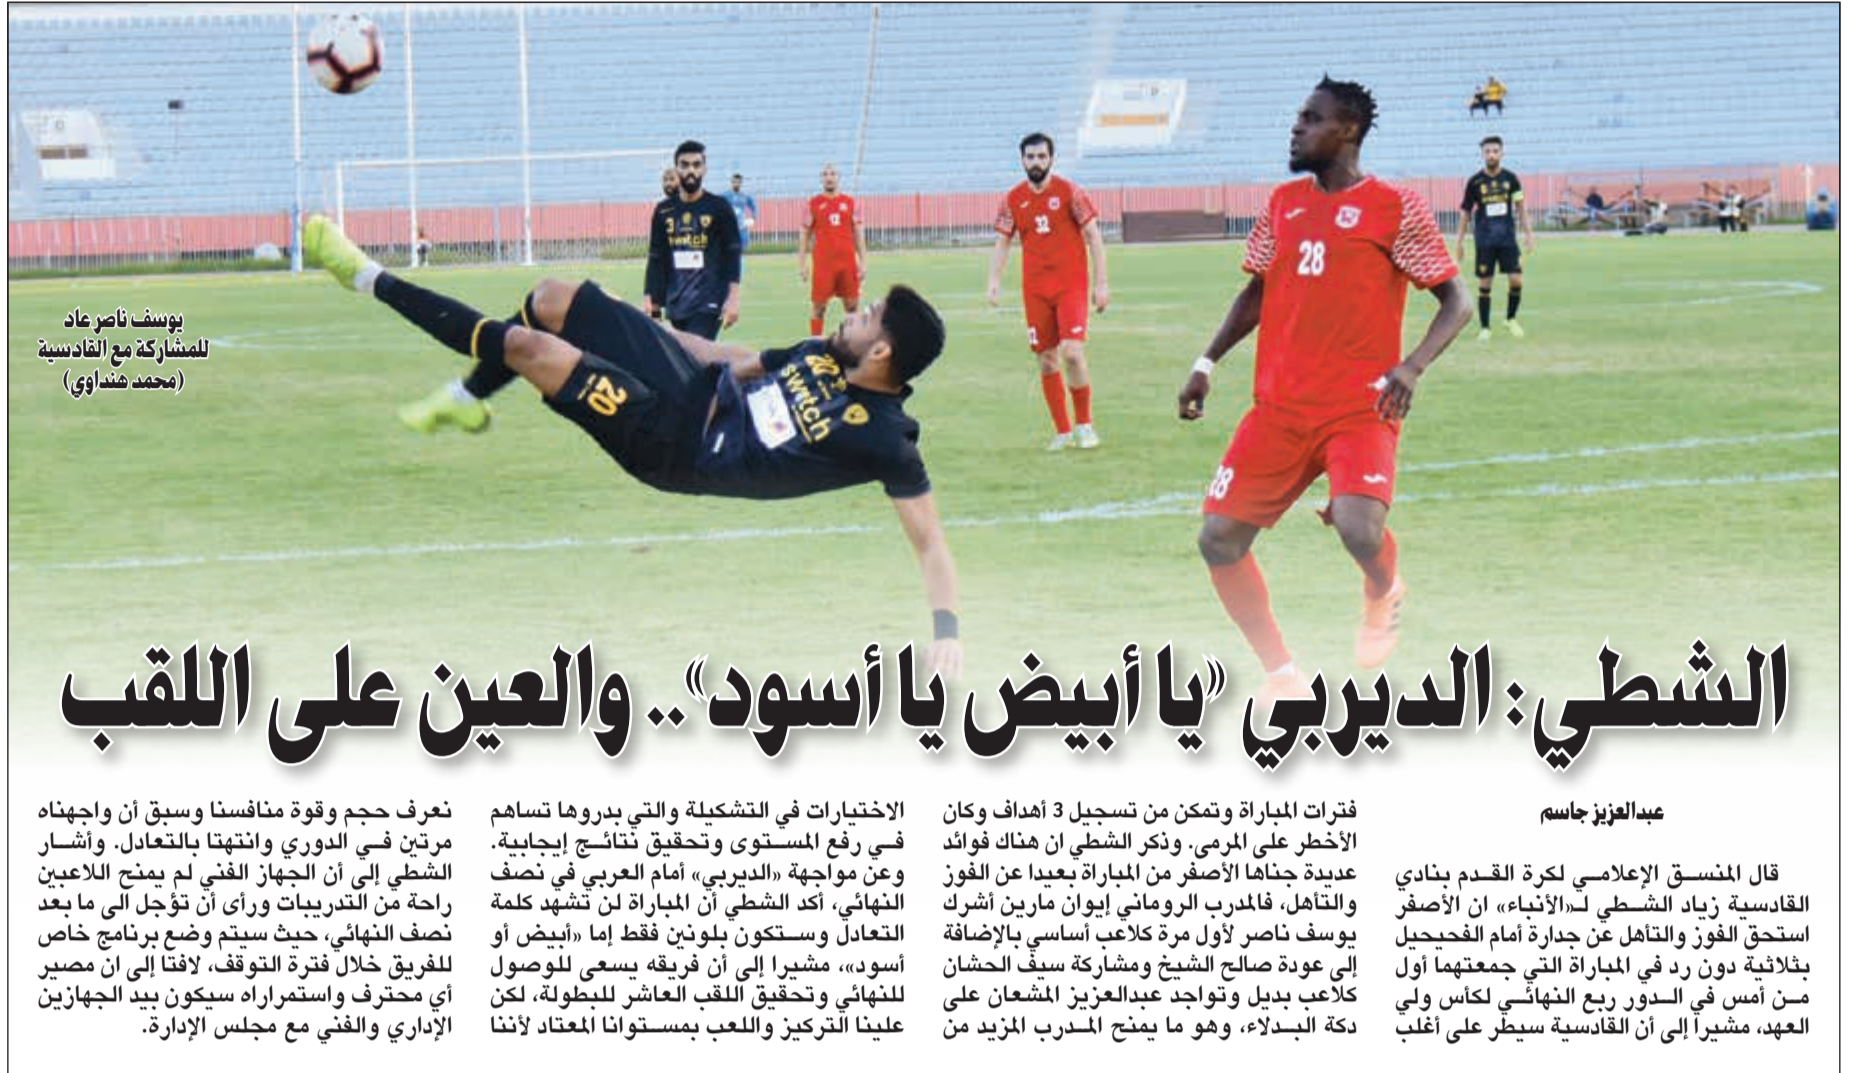 يوسف ناصر عاد
للمشاركة مع القادسية
(محمد هنداوي)
3
switch
12
32
28
28
20
switch
20
الشطي: الديربي «يا أبيض يا أسود».. والعين على اللقب
عبدالعزيز جاسم
قال المنسق الإعلامي لكرة القدم بنادي
القادسية زياد الشطي لـ«الأنباء» ان الأصفر
استحق الفوز والتأهل عن جدارة أمام الفحيحيل
بثلاثية دون رد في المباراة التي جمعتهما أول
من أمس في الدور ربع النهائي لكأس ولي
العهد، مشيرا إلى أن القادسية سيطر على أغلب
فترات المباراة وتمكن من تسجيل 3 أهداف وكان
الأخطر على المرمى. وذكر الشطي ان هناك فوائد
عديدة جناها الأصفر من المباراة بعيدا عن الفوز
والتأهل، فالمدرب الروماني إيوان مارين أشرك
يوسف ناصر لأول مرة كلاعب أساسي بالإضافة
إلى عودة صالح الشيخ ومشاركة سيف الحشان
كلاعب بديل وتواجد عبدالعزيز المشعان على
دكة البدلاء، وهو ما يمنح المدرب المزيد من
الاختيارات في التشكيلة والتي بدروها تساهم
في رفع المستوى وتحقيق نتائج إيجابية.
وعن مواجهة «الديربي» أمام العربي في نصف
النهائي، أكد الشطي أن المباراة لن تشهد كلمة
التعادل وستكون بلونين فقط إما «أبيض أو
أسود»، مشيرا إلى أن فريقه يسعى للوصول
للنهائي وتحقيق اللقب العاشر للبطولة، لكن
علينا التركيز واللعب بمستوانا المعتاد لأننا
نعرف حجم وقوة منافسنا وسبق أن واجهناه
مرتين في الدوري وانتهتا بالتعادل. وأشار
الشطي إلى أن الجهاز الفني لم يمنح اللاعبين
راحة من التدريبات ورأى أن تؤجل الى ما بعد
نصف النهائي، حيث سيتم وضع برنامج خاص
للفريق خلال فترة التوقف، لافتا إلى ان مصير
أي محترف واستمراراه سيكون بيد الجهازين
الإداري والفني مع مجلس الإدارة.